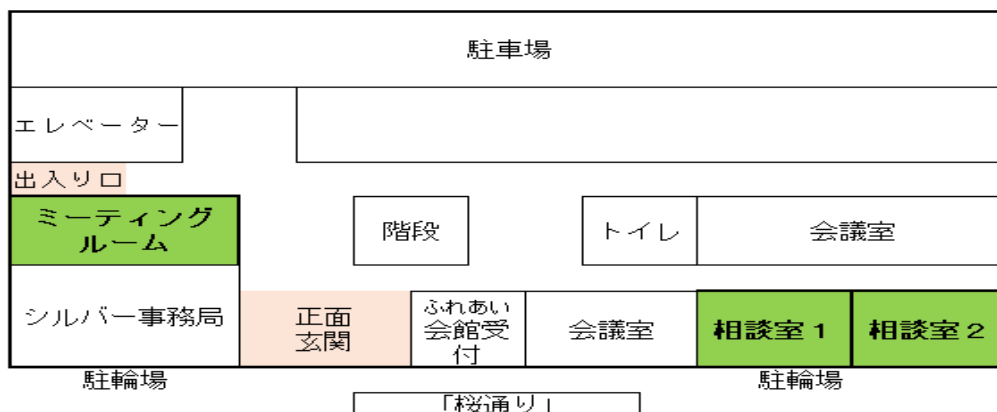 駐車場
エレベーター
出入り口
ミーティング
ルーム
階段
トイレ
会議室
シルバー事務局
正面
玄関
ふれあい
会館受
付
会議室
相談室1
相談室2
駐輪場
駐輪場
「桜通り」